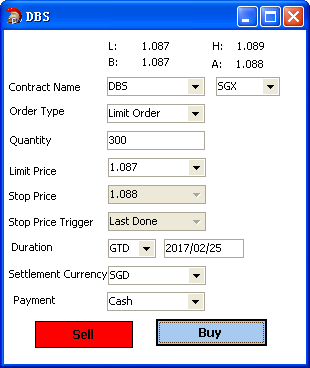 DBS
L: 1.087 H: 1.089
B: 1.087 A: 1.088
Contract Name DBS SGX
Order Type Limit Order
Quantity 300
Limit Price 1.087
Stop Price 1.088
Stop Price Trigger Last Done
Duration GTD 2017/02/25
Settlement Currency SGD
Payment Cash
Sell Buy